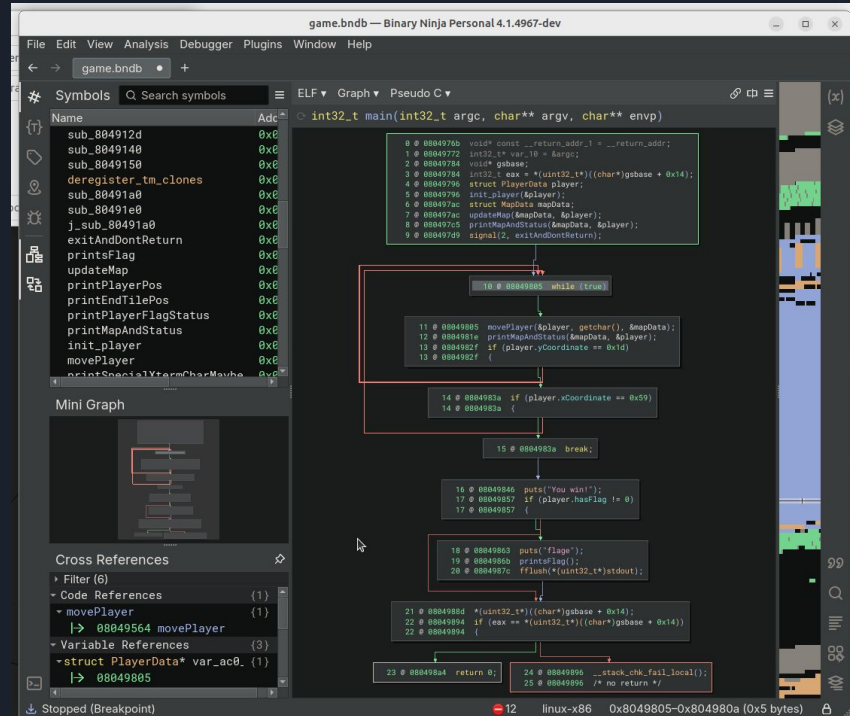 game.bndb — Binary Ninja Personal 4.1.4967-dev
File Edit View Analysis Debugger Plugins Window Help
game.bndb
Symbols
Search symbols
Name
sub_804912d
sub_8049140
sub_8049150
deregister_tm_clones
sub_80491a0
sub_80491e0
j_sub_80491a0
exitAndDontReturn
printsFlag
updateMap
printPlayerPos
printEndTilePos
printPlayerFlagStatus
printMapAndStatus
init_player
movePlayer
printSpecialXtermCharMaybe
Mini Graph
Cross References
Filter (6)
Code References {1}
movePlayer {1}
08049564 movePlayer
Variable References {3}
struct PlayerData* var_ac0_ {1}
08049805
ELF ▾ Graph ▾ Pseudo C ▾
int32_t main(int32_t argc, char** argv, char** envp)
0 @ 0804976b void* const __return_addr_1 = __return_addr;
1 @ 08049772 int32_t* var_10 = &argc;
2 @ 08049784 void* gsbase;
3 @ 08049784 int32_t eax = *(uint32_t*)((char*)gsbase + 0x14);
4 @ 08049796 struct PlayerData player;
5 @ 08049796 init_player(&player);
6 @ 080497ac struct MapData mapData;
7 @ 080497ac updateMap(&mapData, &player);
8 @ 080497c5 printMapAndStatus(&mapData, &player);
9 @ 080497d9 signal(2, exitAndDontReturn);
10 @ 08049805 while (true)
11 @ 08049805 movePlayer(&player, getchar(), &mapData);
12 @ 0804981e printMapAndStatus(&mapData, &player);
13 @ 0804982f if (player.yCoordinate == 0x1d)
13 @ 0804982f {
14 @ 0804983a if (player.xCoordinate == 0x59)
14 @ 0804983a {
15 @ 0804983a break;
16 @ 08049846 puts("You win!");
17 @ 08049857 if (player.hasFlag != 0)
17 @ 08049857 {
18 @ 08049863 puts("flage");
19 @ 0804986b printsFlag();
20 @ 0804987c fflush(*(uint32_t*)stdout);
21 @ 0804988d *(uint32_t*)((char*)gsbase + 0x14);
22 @ 08049894 if (eax == *(uint32_t*)((char*)gsbase + 0x14))
22 @ 08049894 {
23 @ 080498a4 return 0;
24 @ 08049896 __stack_chk_fail_local();
25 @ 08049896 /* no return */
Stopped (Breakpoint)
12 linux-x86 0x8049805–0x804980a (0x5 bytes)